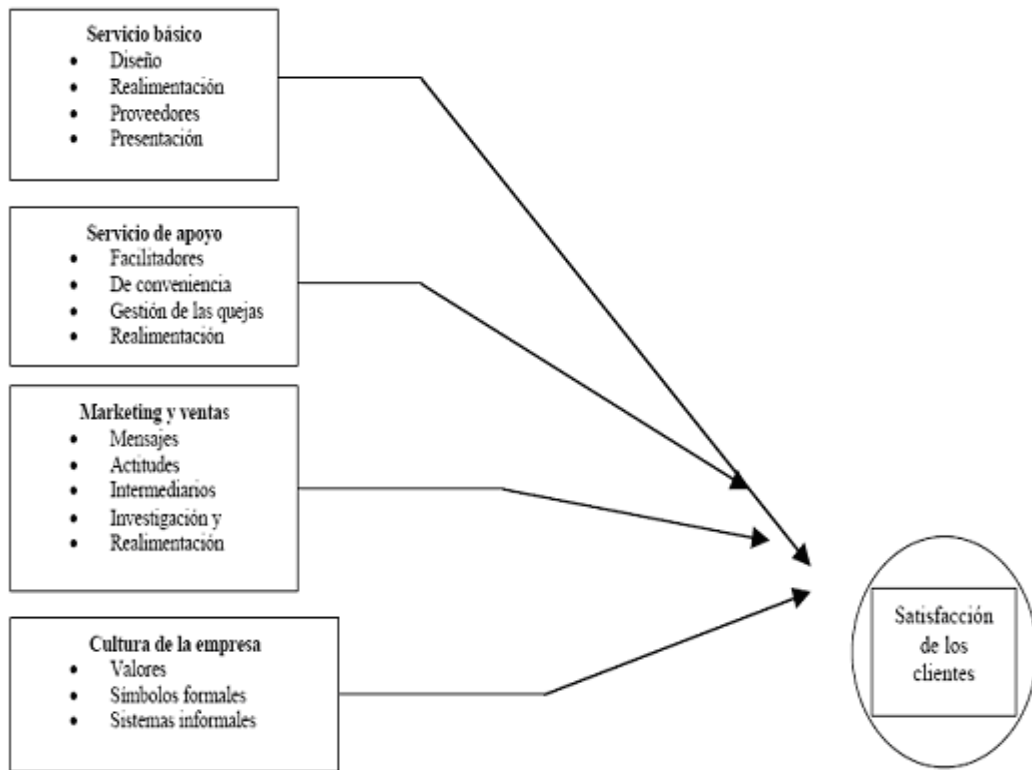 Servicio básico
• Diseño
• Realimentación
• Proveedores
• Presentación
Servicio de apoyo
• Facilitadores
• De conveniencia
• Gestión de las quejas
• Realimentación
Marketing y ventas
• Mensajes
• Actitudes
• Intermediarios
• Investigación y
• Realimentación
Cultura de la empresa
• Valores
• Símbolos formales
• Sistemas informales
Satisfacción
de los
clientes